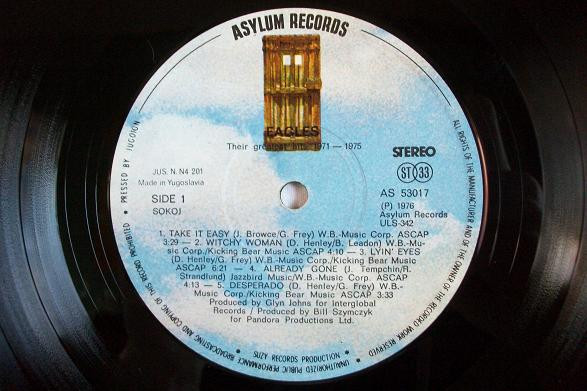 ASYLUM RECORDS
EAGLES
Their greatest hits 1971 — 1975
JUS. N. N4 201
Made in Yugoslavia
SIDE 1
SOKOJ
STEREO
ST 33
AS 53017
(P) 1976
Asylum Records
ULS-342
1. TAKE IT EASY (J. Browce/G. Frey) W.B.-Music Corp. ASCAP
3:29 — 2. WITCHY WOMAN (D. Henley/B. Leadon) W.B.-Mu-
sic Corp./Kicking Bear Music ASCAP 4:10 — 3. LYIN' EYES
(D. Henley/G. Frey) W.B.-Music Corp./Kicking Bear Music
ASCAP 6:21 — 4. ALREADY GONE (J. Tempchin/R.
Strandlund) Jazzbird Music/W.B.-Music Corp. ASCAP
4:13 — 5. DESPERADO (D. Henley/G. Frey) W.B.-
Music Corp./Kicking Bear Music ASCAP 3:33
Produced by Glyn Johns for Interglobal
Records / Produced by Bill Szymczyk
for Pandora Productions Ltd.
• SUZY RECORDS PRODUCTION •
ALL RIGHTS OF THE MANUFACTURER AND OF THE OWNER OF THE RECORDED WORK RESERVED
UNAUTHORIZED PUBLIC PERFORMANCE BROADCASTING AND COPYING OF THIS RECORD PROHIBITED • PRESSED BY JUGOTON